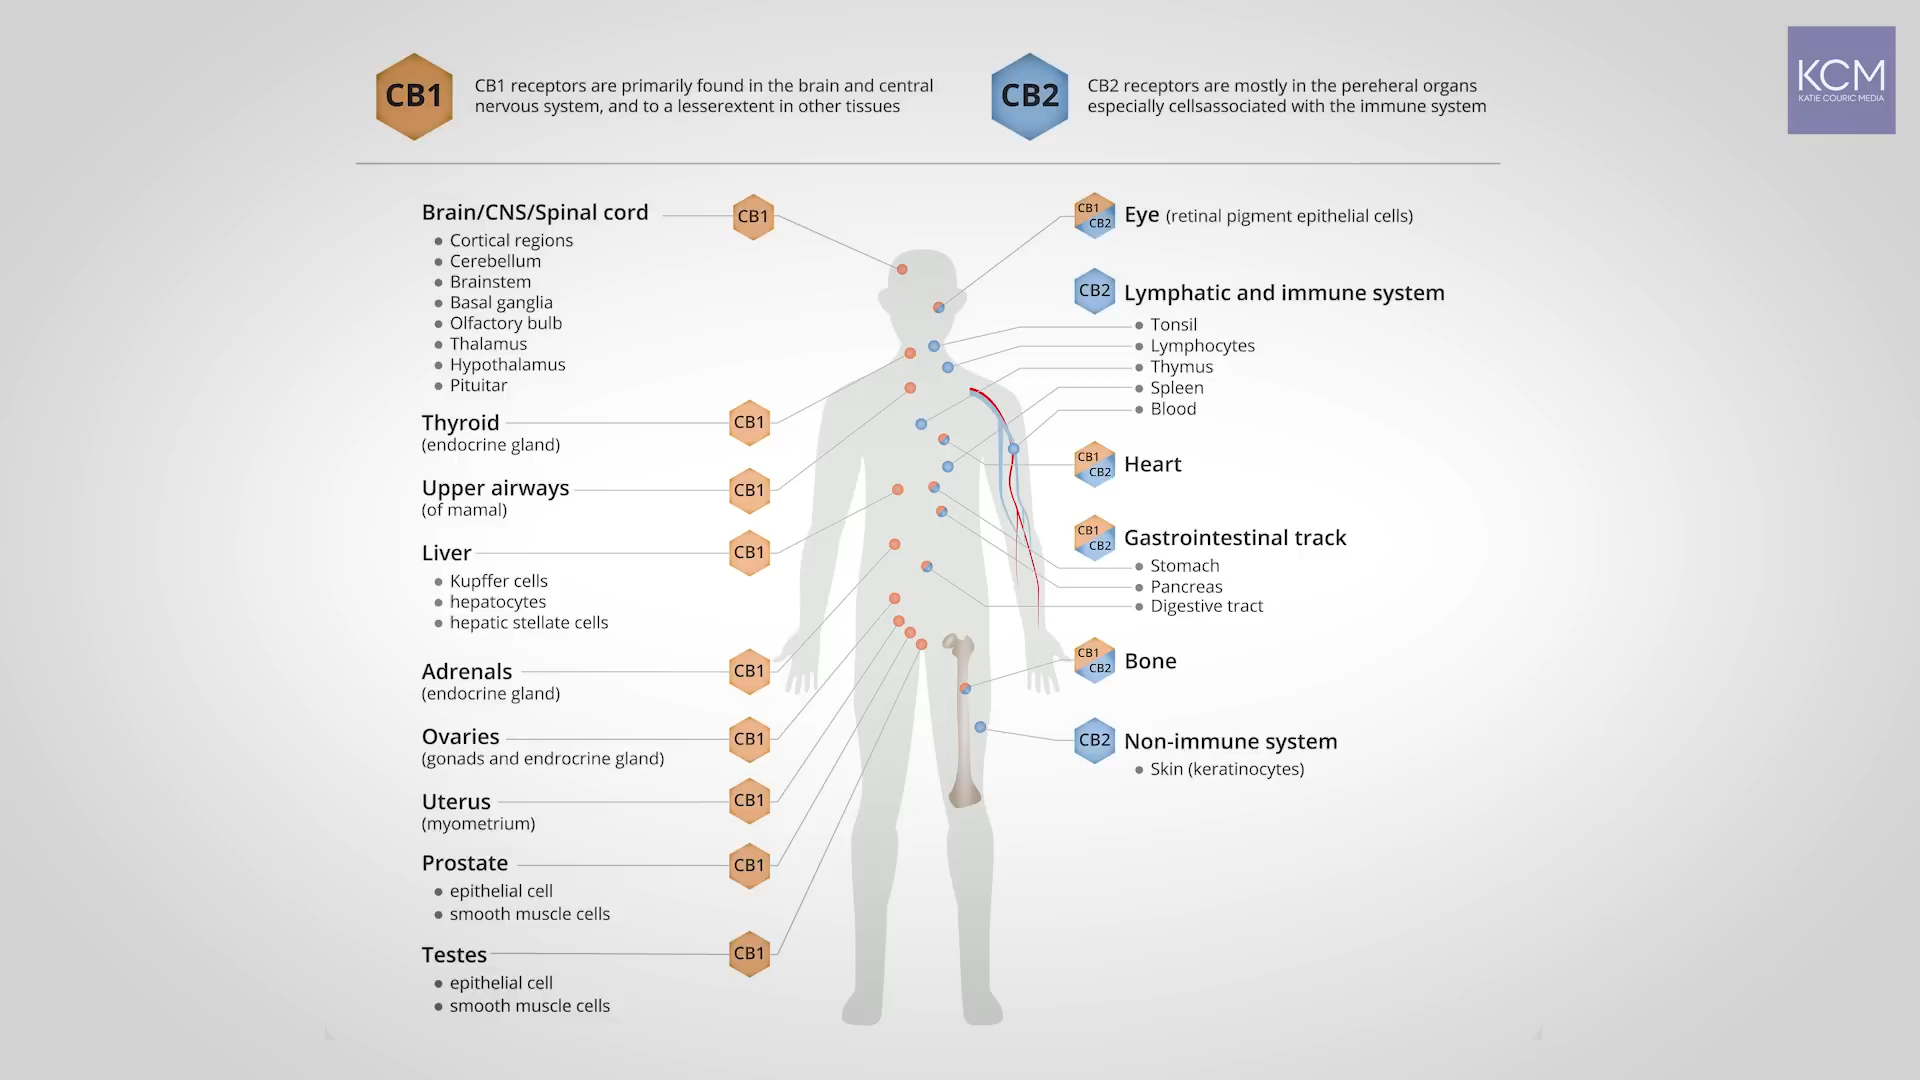 CB1
CB1 receptors are primarily found in the brain and central
nervous system, and to a lesserextent in other tissues
CB2
CB2 receptors are mostly in the pereheral organs
especially cellsassociated with the immune system
KCM
KATIE COURIC MEDIA
Brain/CNS/Spinal cord
CB1
Cortical regions
Cerebellum
Brainstem
Basal ganglia
Olfactory bulb
Thalamus
Hypothalamus
Pituitar
Thyroid
(endocrine gland)
CB1
Upper airways
(of mamal)
CB1
Liver
CB1
Kupffer cells
hepatocytes
hepatic stellate cells
Adrenals
(endocrine gland)
CB1
Ovaries
(gonads and endrocrine gland)
CB1
Uterus
(myometrium)
CB1
Prostate
CB1
epithelial cell
smooth muscle cells
Testes
CB1
epithelial cell
smooth muscle cells
CB1
CB2
Eye (retinal pigment epithelial cells)
CB2
Lymphatic and immune system
Tonsil
Lymphocytes
Thymus
Spleen
Blood
CB1
CB2
Heart
CB1
CB2
Gastrointestinal track
Stomach
Pancreas
Digestive tract
CB1
CB2
Bone
CB2
Non-immune system
Skin (keratinocytes)